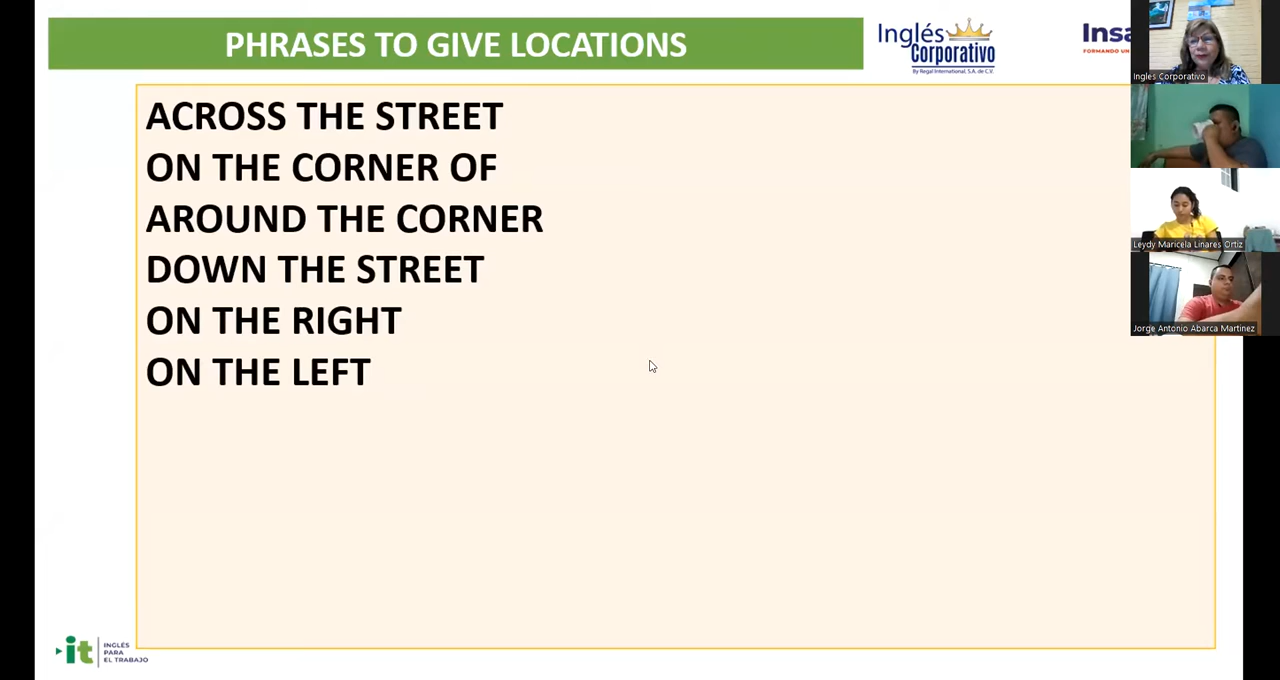 PHRASES TO GIVE LOCATIONS
Inglés
Corporativo
By Regal International, S.A. de C.V.
Insa
FORMANDO UN
ACROSS THE STREET
ON THE CORNER OF
AROUND THE CORNER
DOWN THE STREET
ON THE RIGHT
ON THE LEFT
Ingles Corporativo
Leydy Maricela Linares Ortiz
Jorge Antonio Abarca Martinez
it
INGLÉS
PARA
EL TRABAJO